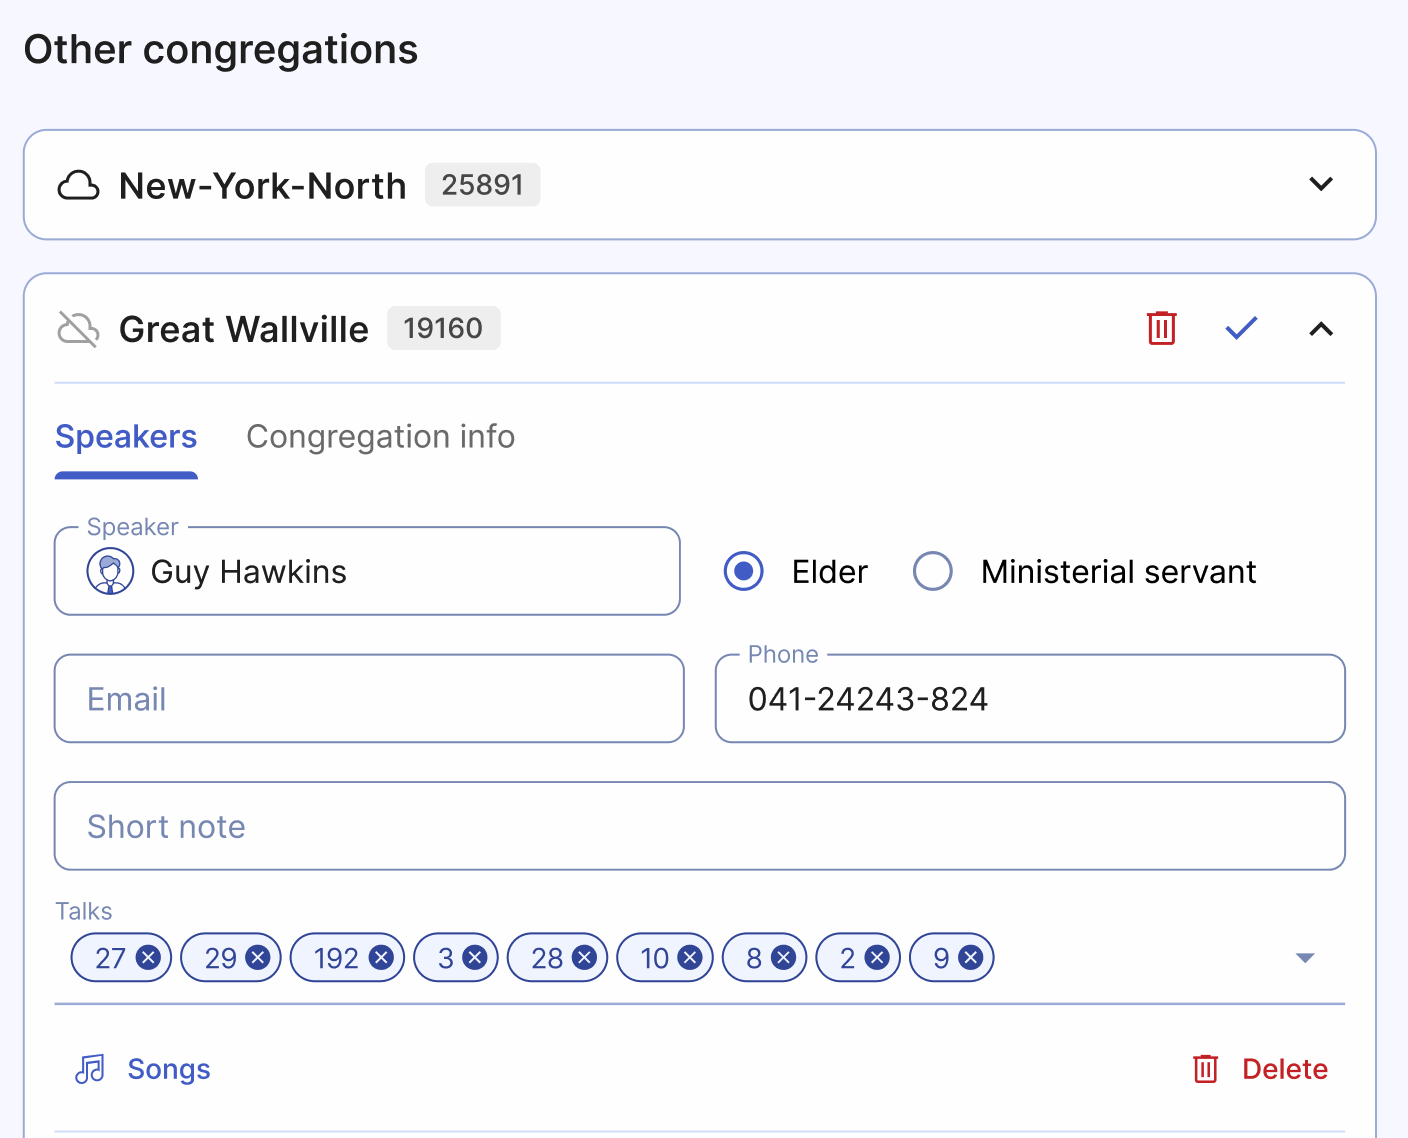 Other congregations
New-York-North 25891
Great Wallville 19160
Speakers Congregation info
Speaker
Guy Hawkins Elder Ministerial servant
Phone
Email 041-24243-824
Short note
Talks
27 29 192 3 28 10 8 2 9
Songs Delete